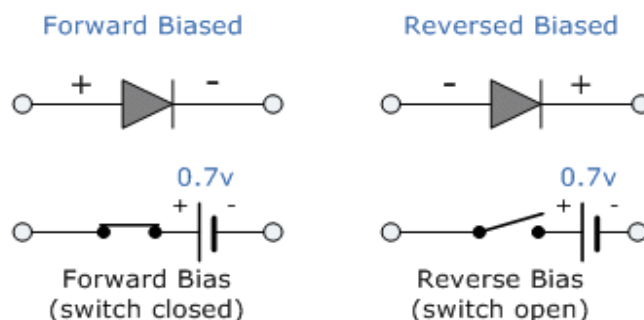 Forward Biased
Reversed Biased
+ -
- +
0.7v
0.7v
+ -
+ -
Forward Bias
(switch closed)
Reverse Bias
(switch open)